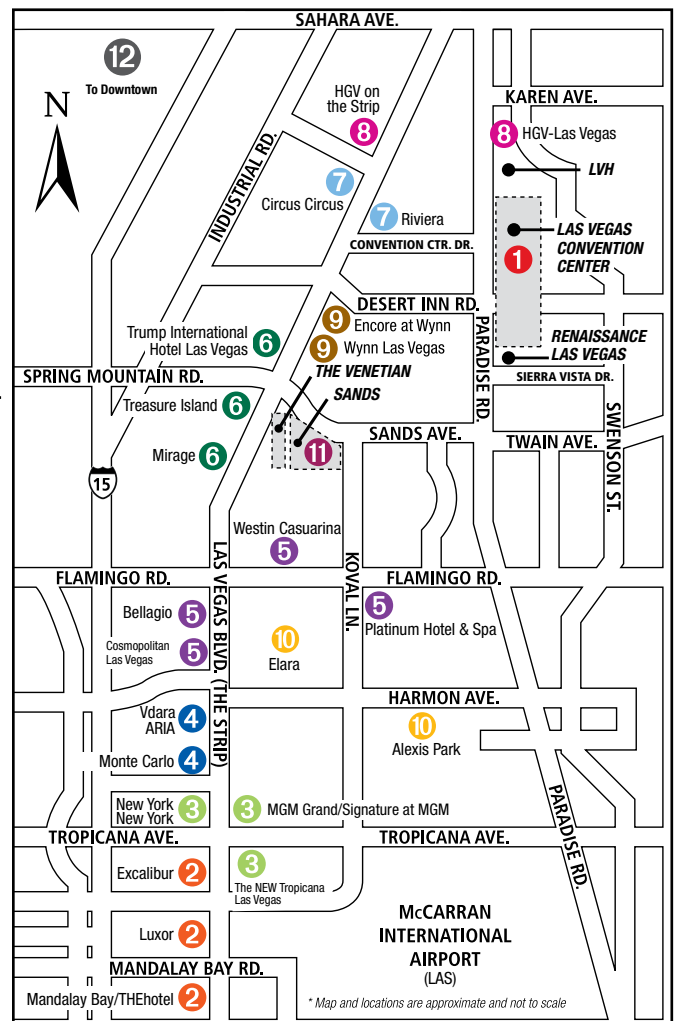 SAHARA AVE.
12
To Downtown
N
HGV on
the Strip
8
KAREN AVE.
8 HGV-Las Vegas
LVH
INDUSTRIAL RD.
7
Circus Circus
7 Riviera
CONVENTION CTR. DR.
LAS VEGAS
CONVENTION
CENTER
1
DESERT INN RD.
PARADISE RD.
9 Encore at Wynn
9 Wynn Las Vegas
Trump International
Hotel Las Vegas 6
RENAISSANCE
LAS VEGAS
THE VENETIAN
SANDS
SPRING MOUNTAIN RD.
SIERRA VISTA DR.
Treasure Island 6
SANDS AVE.
TWAIN AVE.
SWENSON ST.
Mirage 6
11
15
Westin Casuarina
5
LAS VEGAS BLVD. (THE STRIP)
KOVAL LN.
FLAMINGO RD.
FLAMINGO RD.
Bellagio 5
5
Platinum Hotel & Spa
Cosmopolitan
Las Vegas 5
10
Elara
HARMON AVE.
Vdara
ARIA 4
10
Alexis Park
Monte Carlo 4
PARADISE RD.
New York
New York 3
3 MGM Grand/Signature at MGM
TROPICANA AVE.
TROPICANA AVE.
Excalibur 2
3
The NEW Tropicana
Las Vegas
Luxor 2
McCARRAN
INTERNATIONAL
AIRPORT
(LAS)
MANDALAY BAY RD.
Mandalay Bay/THEhotel 2
* Map and locations are approximate and not to scale